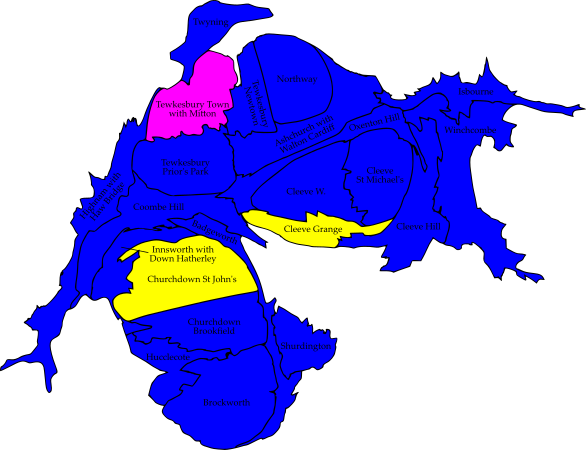 Twyning
Northway
Isbourne
Tewkesbury Town
with Mitton
Tewkesbury
Newtown
Ashchurch with
Walton Cardiff
Oxenton Hill
Winchcombe
Tewkesbury
Prior's Park
Cleeve
St Michael's
Cleeve W.
Highnam with
Haw Bridge
Coombe Hill
Badgeworth
Cleeve Grange
Cleeve Hill
Innsworth with
Down Hatherley
Churchdown St John's
Churchdown
Brookfield
Shurdington
Hucclecote
Brockworth